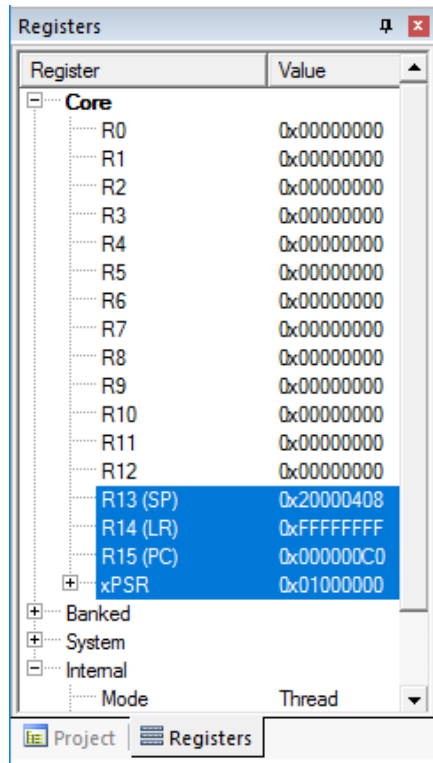 Registers
Register Value
Core
R0 0x00000000
R1 0x00000000
R2 0x00000000
R3 0x00000000
R4 0x00000000
R5 0x00000000
R6 0x00000000
R7 0x00000000
R8 0x00000000
R9 0x00000000
R10 0x00000000
R11 0x00000000
R12 0x00000000
R13 (SP) 0x20000408
R14 (LR) 0xFFFFFFFF
R15 (PC) 0x000000C0
xPSR 0x01000000
Banked
System
Internal
Mode Thread
Project Registers